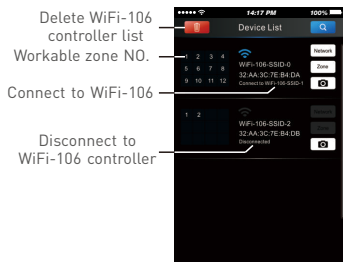 Delete WiFi-106
controller list
Workable zone NO.
Connect to WiFi-106
Disconnect to
WiFi-106 controller
14:17 PM 100%
Device List
1 2 3 4
5 6 7 8
9 10 11 12
WiFi-106-SSID-0
32:AA:3C:7E:B4:DA
Connect to WiFi-106-SSID-1
Network
Zone
1 2
WiFi-106-SSID-2
32:AA:3C:7E:B4:DB
Disconnected
Network
Zone